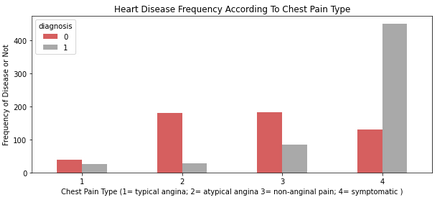 Heart Disease Frequency According To Chest Pain Type
diagnosis
0
1
Frequency of Disease or Not
400
300
200
100
0
1 2 3 4
Chest Pain Type (1= typical angina; 2= atypical angina 3= non-anginal pain; 4= symptomatic )